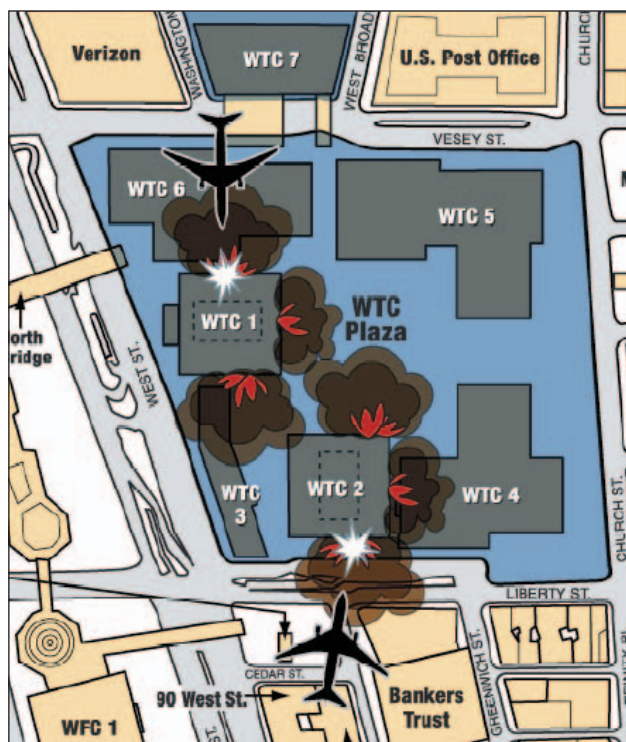 Verizon
WASHINGTON
WTC 7
WEST BROAD
U.S. Post Office
CHURCH
VESEY ST.
WTC 6
WTC 5
WTC 1
WTC
Plaza
orth
ridge
WEST ST.
WTC
3
WTC 2
WTC 4
CHURCH ST.
LIBERTY ST.
CEDAR ST.
90 West St.
Bankers
Trust
GREENWICH ST.
WFC 1